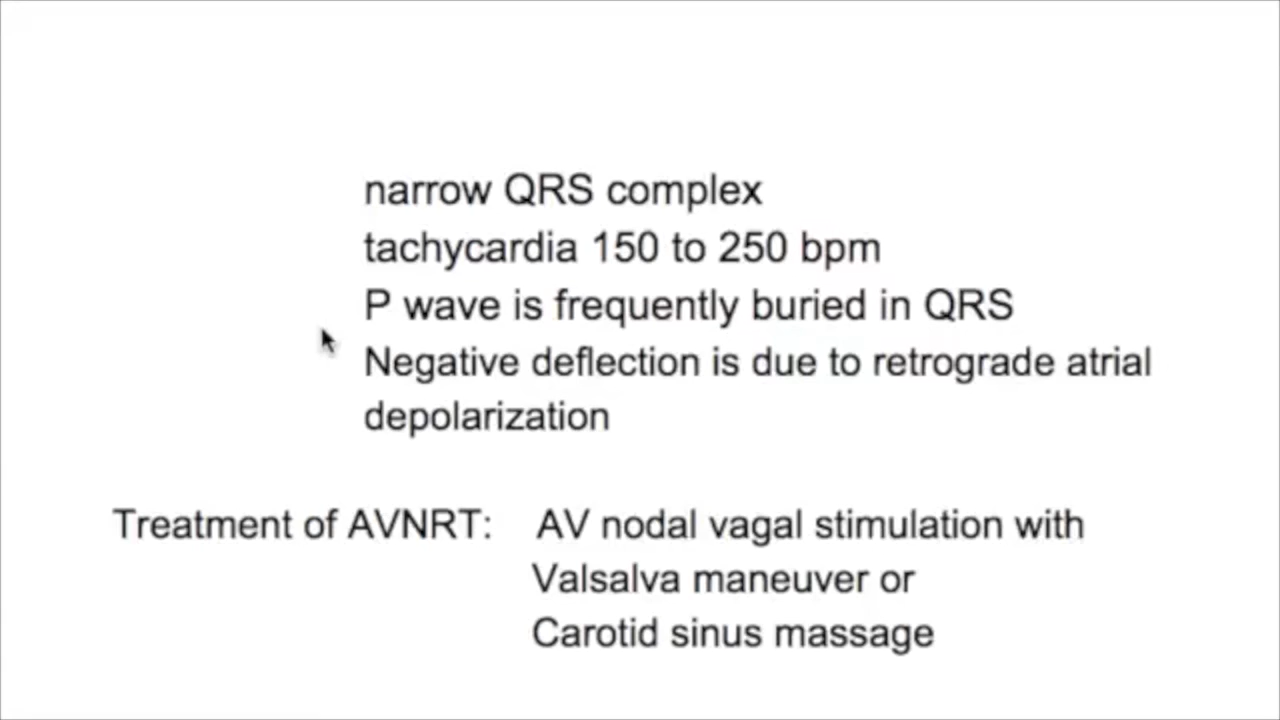 narrow QRS complex
tachycardia 150 to 250 bpm
P wave is frequently buried in QRS
Negative deflection is due to retrograde atrial
depolarization
Treatment of AVNRT: AV nodal vagal stimulation with
Valsalva maneuver or
Carotid sinus massage